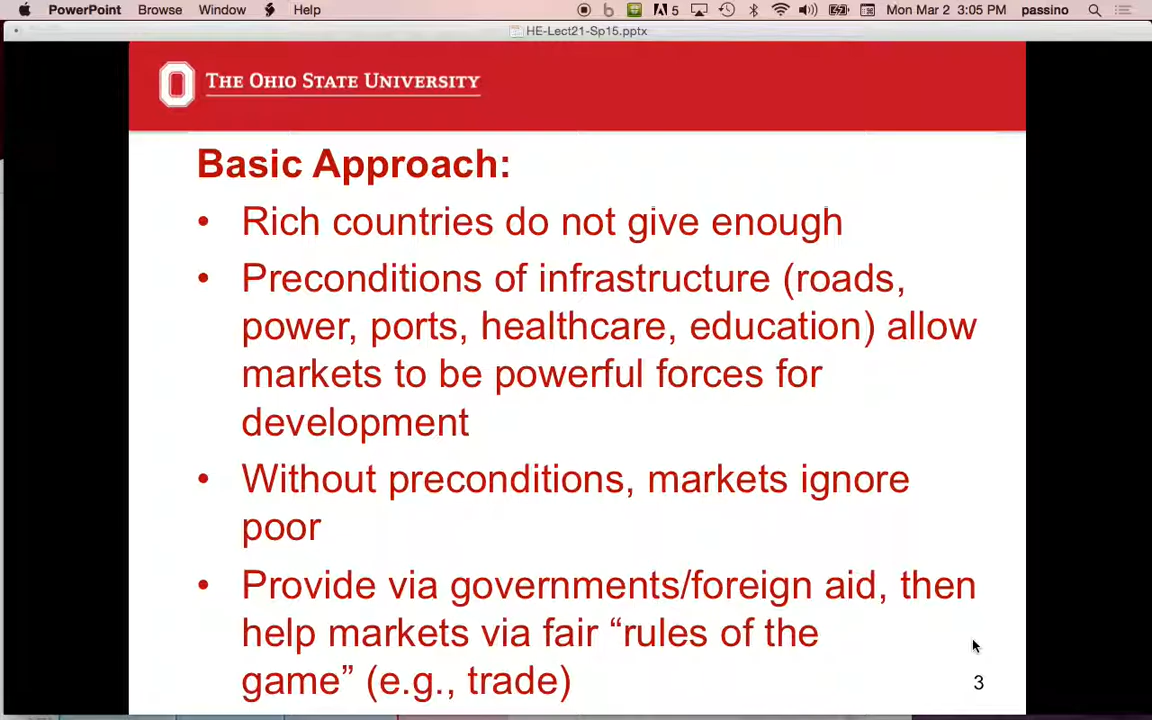 PowerPoint Browse Window Help 5 Mon Mar 2 3:05 PM passino
HE-Lect21-Sp15.pptx
THE OHIO STATE UNIVERSITY
Basic Approach:
• Rich countries do not give enough
• Preconditions of infrastructure (roads,
power, ports, healthcare, education) allow
markets to be powerful forces for
development
• Without preconditions, markets ignore
poor
• Provide via governments/foreign aid, then
help markets via fair “rules of the
game” (e.g., trade)
3